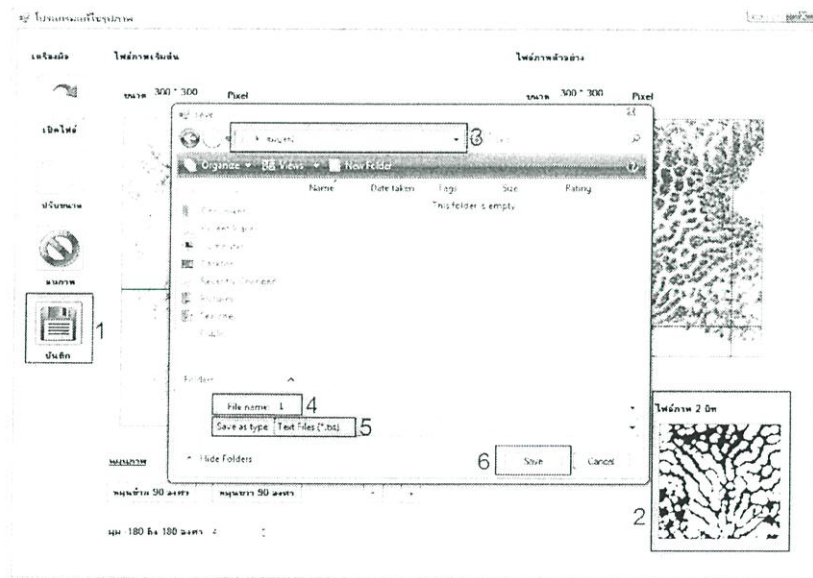 โปรแกรมแก้ไขรูปภาพ
เครื่องมือ
ไฟล์ภาพเริ่มต้น
ไฟล์ภาพตัวอย่าง
ขนาด 300 * 300 Pixel
ขนาด 300 * 300 Pixel
เปิดไฟล์
Save
3
Organize Views New Folder
Name Date taken Tags Size Rating
This folder is empty
ปรับขนาด
Documents
Computer
Desktop
Recently Changed
Pictures
Searches
Public
บันทึก
1
Folders
File name: 1
4
Save as type: Text Files (*.txt)
5
Hide Folders
6
Save Cancel
ไฟล์ภาพ 2 บิท
2
หมุนภาพ
หมุนซ้าย 90 องศา หมุนขวา 90 องศา
มุม -180 ถึง 180 องศา